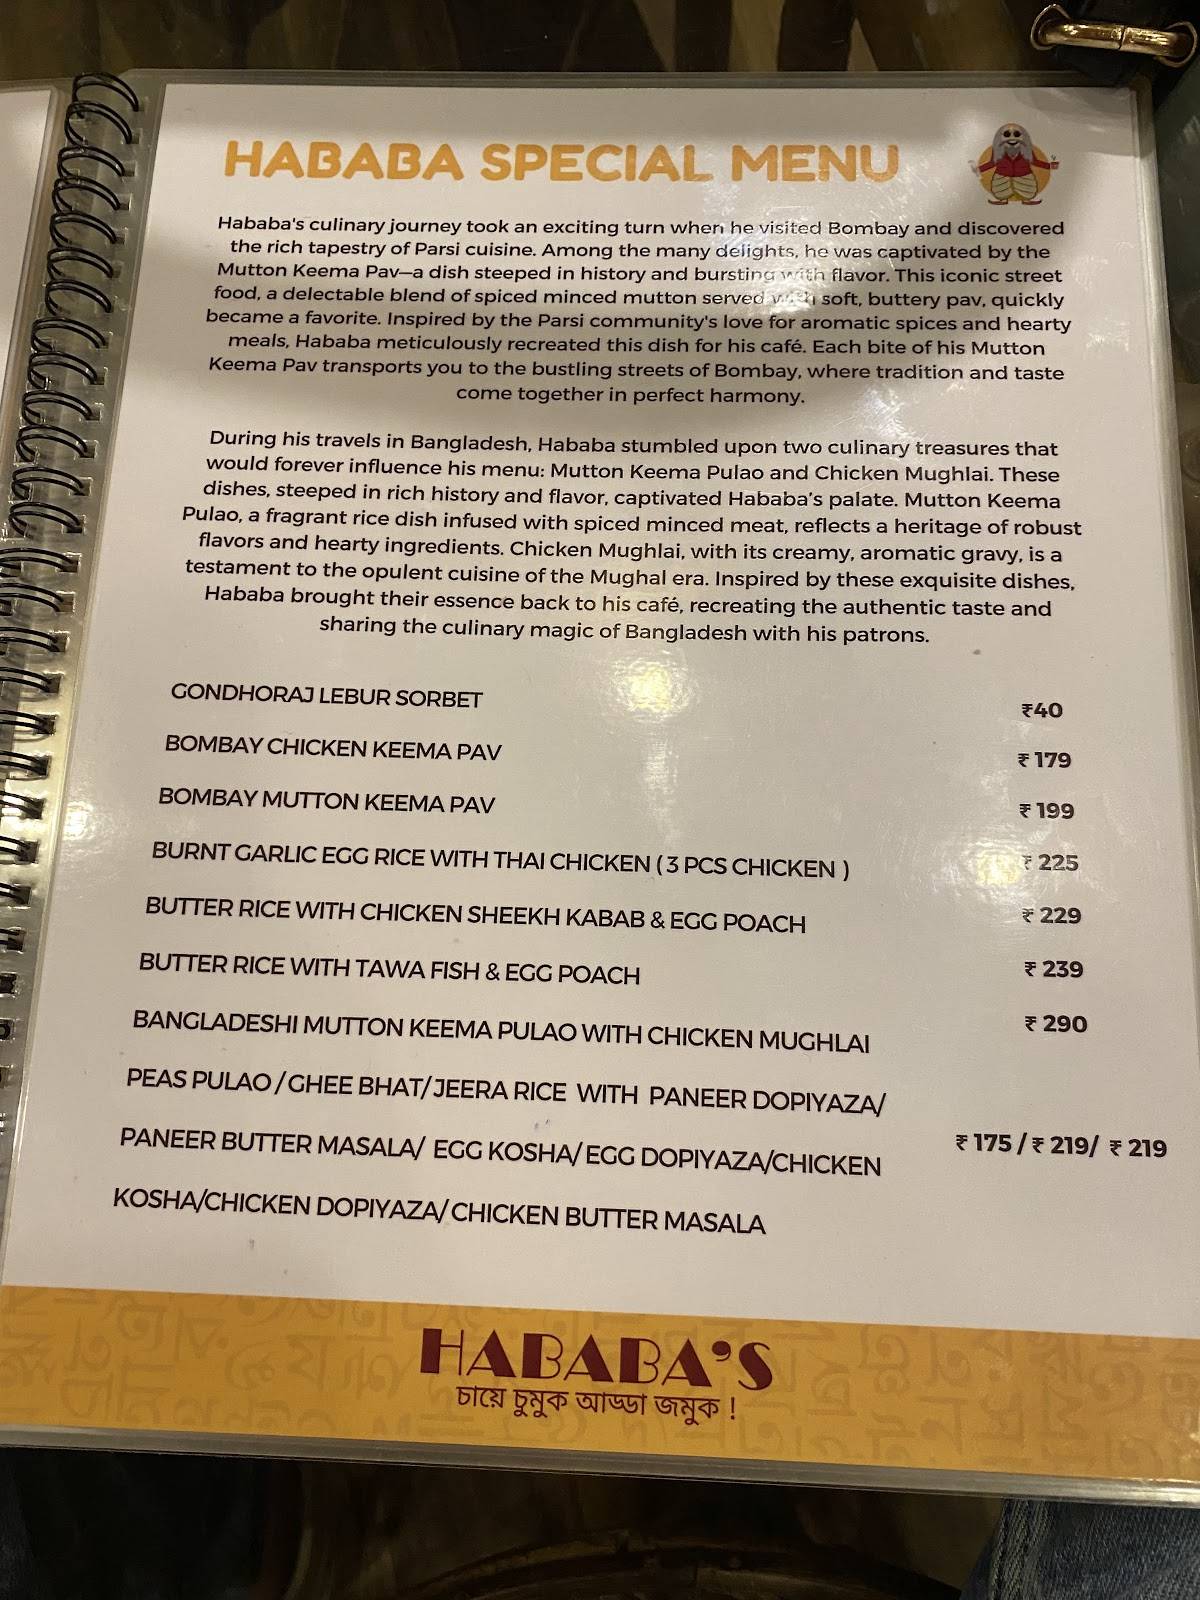 HABABA SPECIAL MENU
Hababa's culinary journey took an exciting turn when he visited Bombay and discovered
the rich tapestry of Parsi cuisine. Among the many delights, he was captivated by the
Mutton Keema Pav—a dish steeped in history and bursting with flavor. This iconic street
food, a delectable blend of spiced minced mutton served with soft, buttery pav, quickly
became a favorite. Inspired by the Parsi community's love for aromatic spices and hearty
meals, Hababa meticulously recreated this dish for his café. Each bite of his Mutton
Keema Pav transports you to the bustling streets of Bombay, where tradition and taste
come together in perfect harmony.
During his travels in Bangladesh, Hababa stumbled upon two culinary treasures that
would forever influence his menu: Mutton Keema Pulao and Chicken Mughlai. These
dishes, steeped in rich history and flavor, captivated Hababa's palate. Mutton Keema
Pulao, a fragrant rice dish infused with spiced minced meat, reflects a heritage of robust
flavors and hearty ingredients. Chicken Mughlai, with its creamy, aromatic gravy, is a
testament to the opulent cuisine of the Mughal era. Inspired by these exquisite dishes,
Hababa brought their essence back to his café, recreating the authentic taste and
sharing the culinary magic of Bangladesh with his patrons.
GONDHORAJ LEBUR SORBET ₹40
BOMBAY CHICKEN KEEMA PAV ₹ 179
BOMBAY MUTTON KEEMA PAV ₹ 199
BURNT GARLIC EGG RICE WITH THAI CHICKEN ( 3 PCS CHICKEN ) ₹ 225
BUTTER RICE WITH CHICKEN SHEEKH KABAB & EGG POACH ₹ 229
BUTTER RICE WITH TAWA FISH & EGG POACH ₹ 239
BANGLADESHI MUTTON KEEMA PULAO WITH CHICKEN MUGHLAI ₹ 290
PEAS PULAO / GHEE BHAT/ JEERA RICE WITH PANEER DOPIYAZA/
PANEER BUTTER MASALA/ EGG KOSHA/ EGG DOPIYAZA/CHICKEN ₹ 175 / ₹ 219/ ₹ 219
KOSHA/CHICKEN DOPIYAZA/ CHICKEN BUTTER MASALA
HABABA'S
চায়ে চুমুক আড্ডা জমুক !